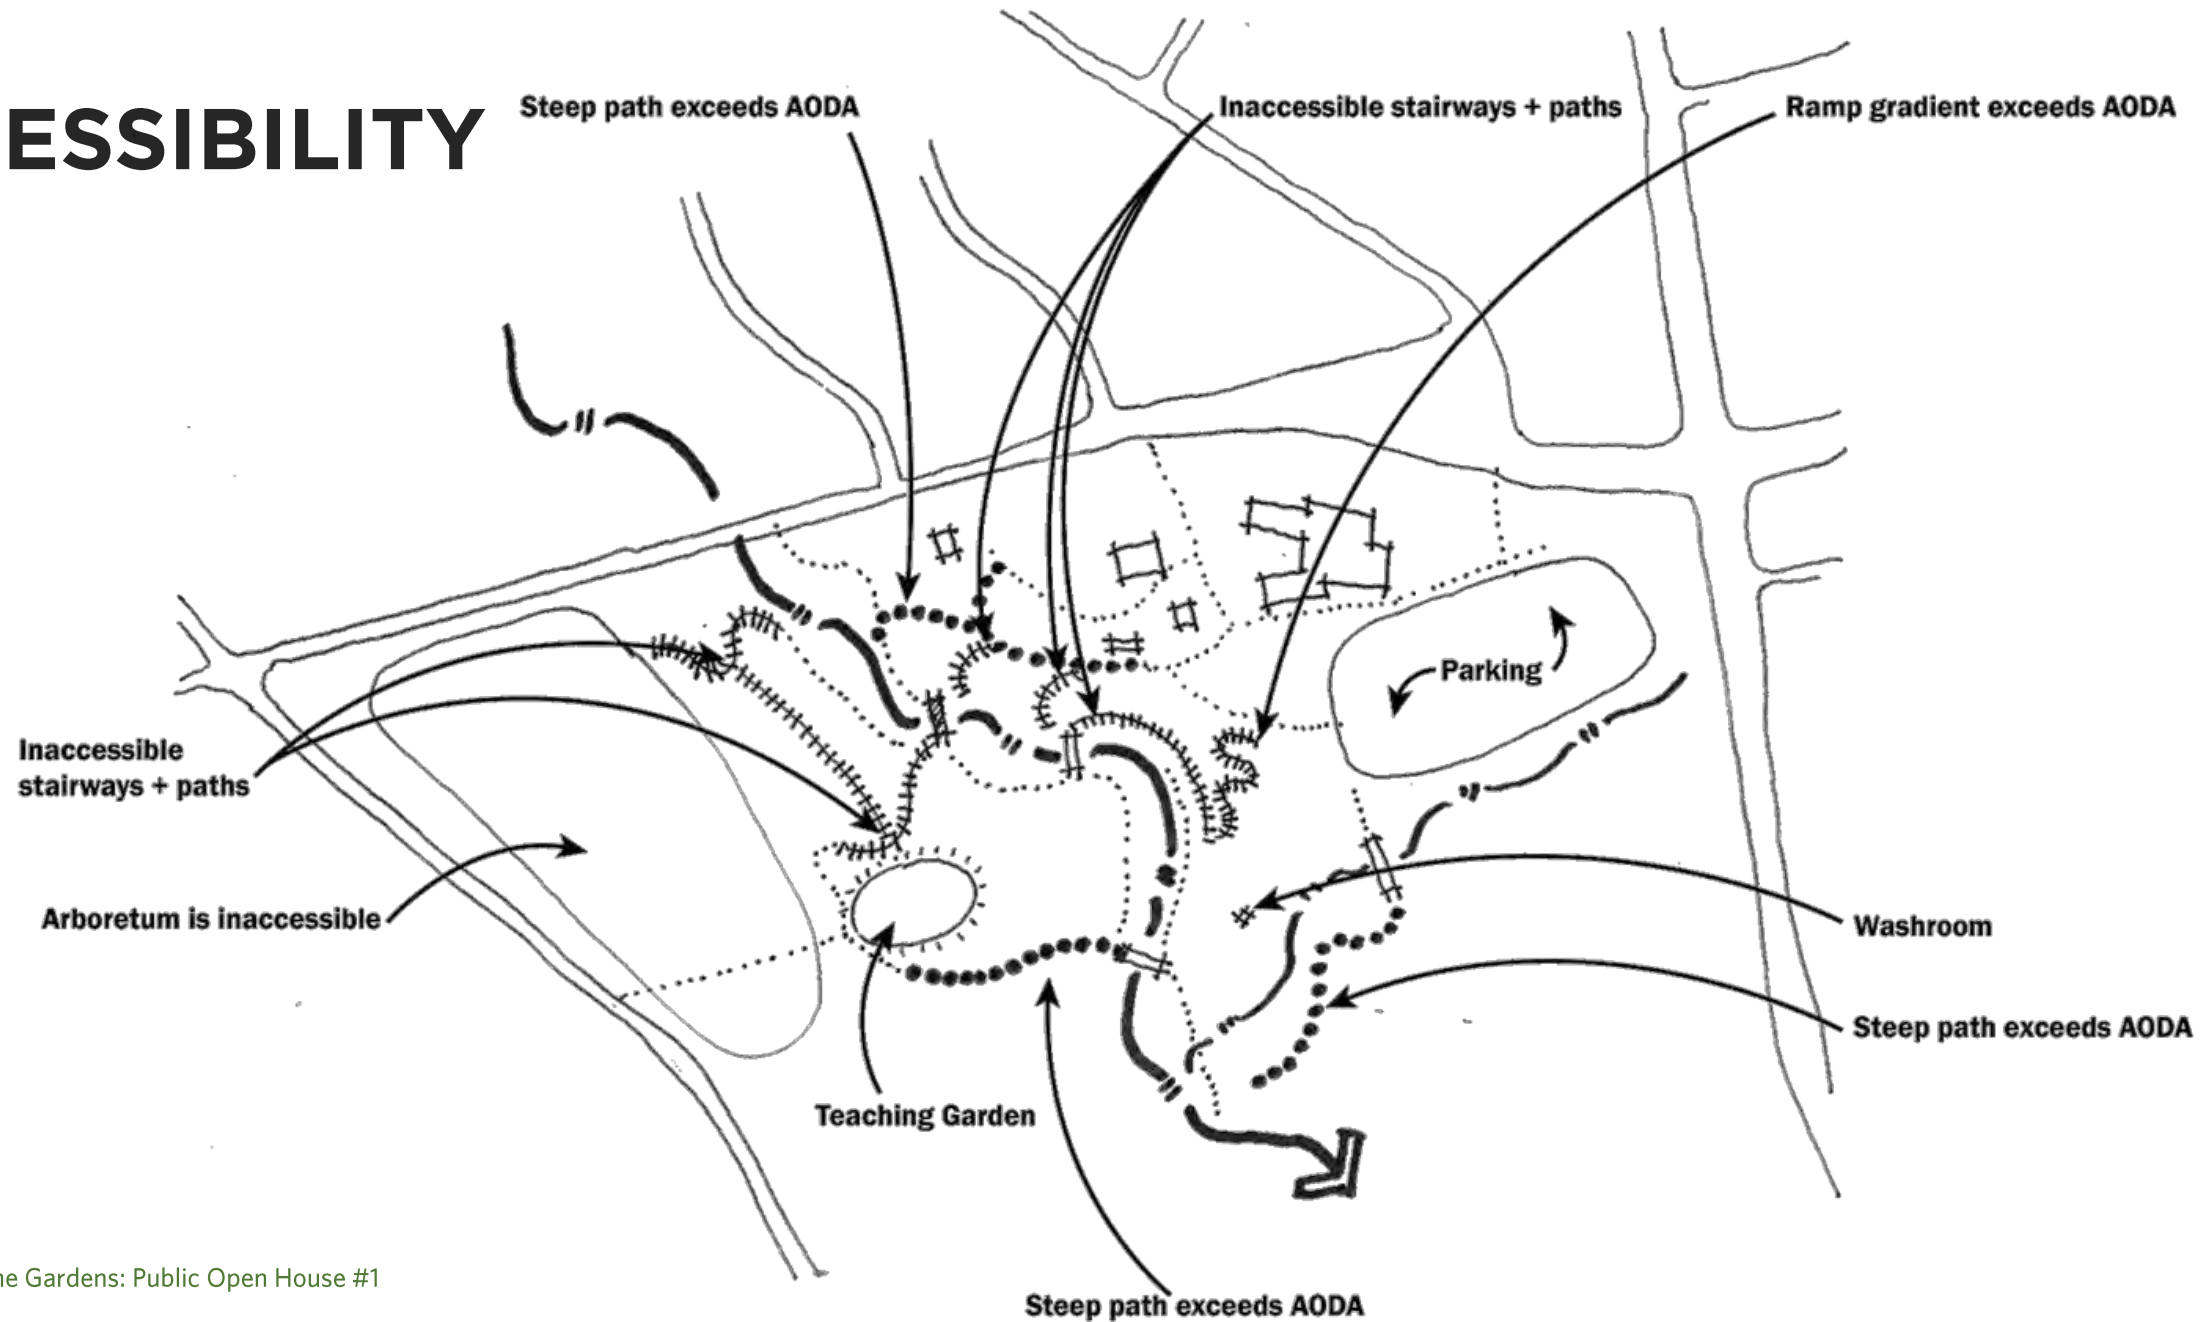 ESSIBILITY
Steep path exceeds AODA
Inaccessible stairways + paths
Ramp gradient exceeds AODA
Parking
Inaccessible
stairways + paths
Arboretum is inaccessible
Washroom
Steep path exceeds AODA
Teaching Garden
Gardens: Public Open House #1
Steep path exceeds AODA